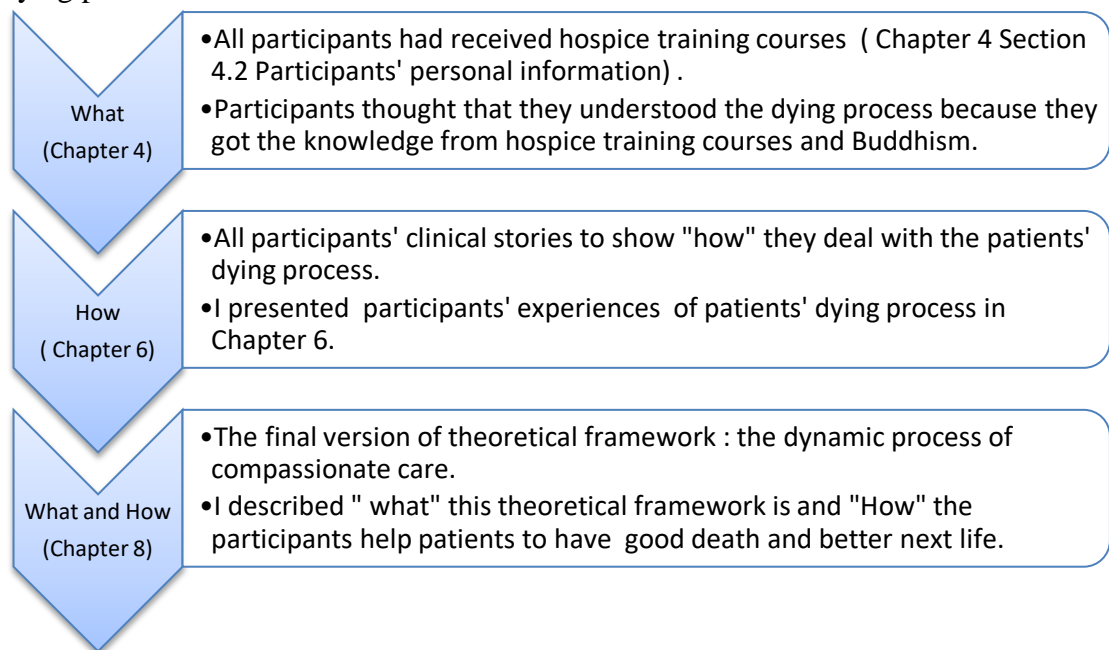 What
(Chapter 4)
•All participants had received hospice training courses ( Chapter 4 Section
4.2 Participants' personal information) .
•Participants thought that they understood the dying process because they
got the knowledge from hospice training courses and Buddhism.
How
( Chapter 6)
•All participants' clinical stories to show "how" they deal with the patients'
dying process.
•I presented participants' experiences of patients' dying process in
Chapter 6.
What and How
(Chapter 8)
•The final version of theoretical framework : the dynamic process of
compassionate care.
•I described " what" this theoretical framework is and "How" the
participants help patients to have good death and better next life.